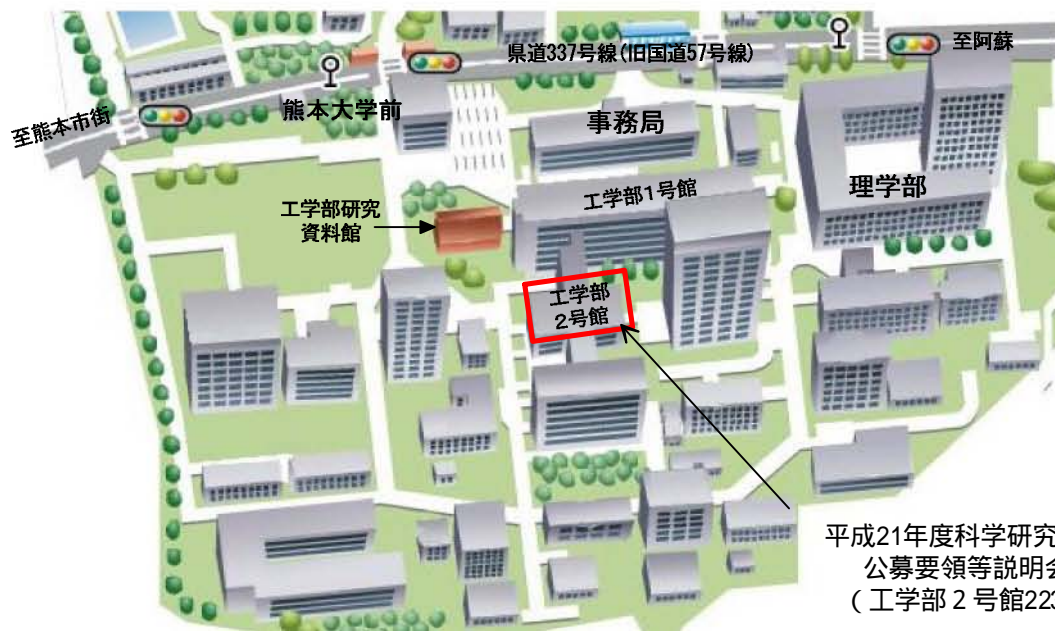 県道337号線(旧国道57号線)
至阿蘇
至熊本市街
熊本大学前
事務局
工学部1号館
理学部
工学部研究
資料館
工学部
2号館
平成21年度科学研究
公募要領等説明会
(工学部2号館223